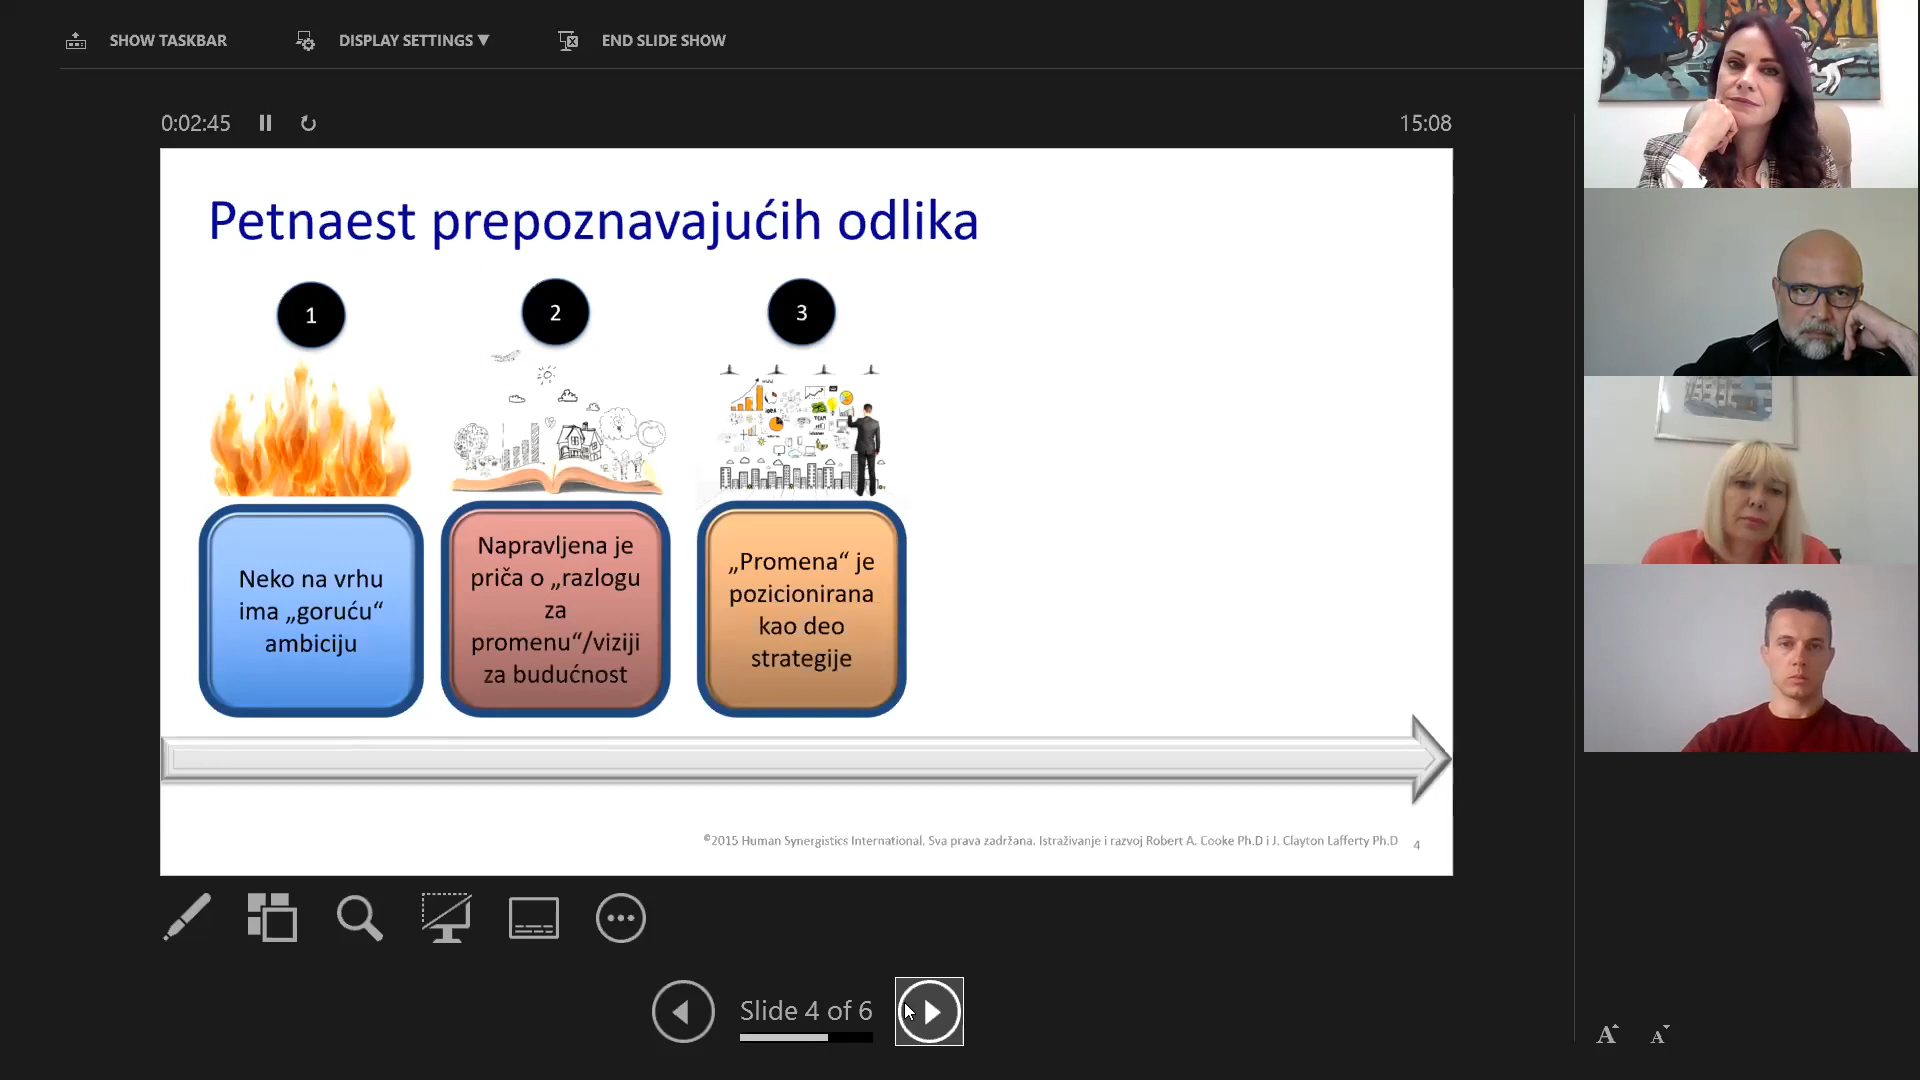 SHOW TASKBAR
DISPLAY SETTINGS ▼
END SLIDE SHOW
0:02:45
15:08
Petnaest prepoznavajućih odlika
1
2
3
Neko na vrhu
ima „goruću“
ambiciju
Napravljena je
priča o „razlogu
za
promenu“/viziji
za budućnost
„Promena“ je
pozicionirana
kao deo
strategije
©2015 Human Synergistics International. Sva prava zadržana. Istraživanje i razvoj Robert A. Cooke Ph.D i J. Clayton Lafferty Ph.D
4
Slide 4 of 6
A A